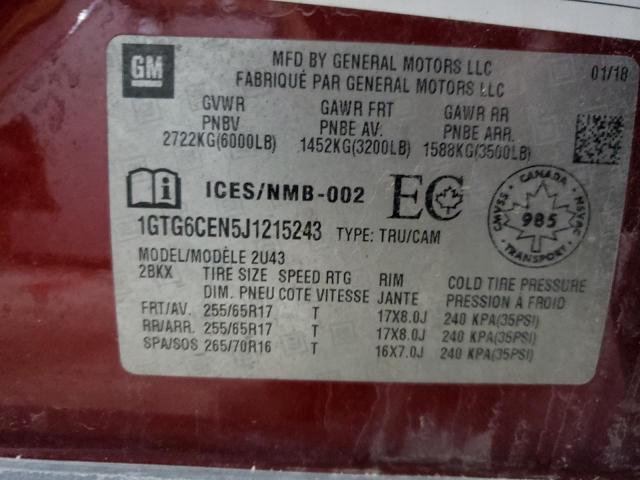 GM
MFD BY GENERAL MOTORS LLC 01/18
FABRIQUÉ PAR GENERAL MOTORS LLC
GVWR GAWR FRT GAWR RR
PNBV PNBE AV. PNBE ARR.
2722KG(6000LB) 1452KG(3200LB) 1588KG(3500LB)
ICES/NMB-002 EC
CANADA
CMVSS 985 NSVAC
TRANSPORT
1GTG6CEN5J1215243 TYPE: TRU/CAM
MODEL/MODÈLE 2U43
2BKX TIRE SIZE SPEED RTG RIM COLD TIRE PRESSURE
DIM. PNEU COTE VITESSE JANTE PRESSION À FROID
FRT/AV. 255/65R17 T 17X8.0J 240 KPA(35PSI)
RR/ARR. 255/65R17 T 17X8.0J 240 KPA(35PSI)
SPA/SOS 265/70R16 T 16X7.0J 240 KPA(35PSI)